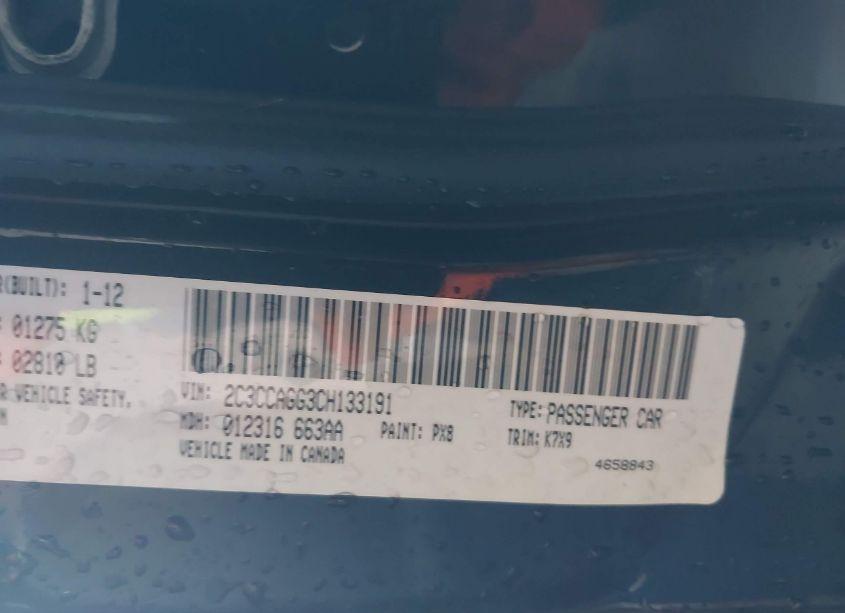 R(BUILT): 1-12
: 01275 KG
: 02810 LB
R VEHICLE SAFETY,
N
VIN: 2C3CCAGG3CH133191
TYPE: PASSENGER CAR
MDH: 012316 663AA
PAINT: PX8
TRIM: K7X9
VEHICLE MADE IN CANADA
4658843